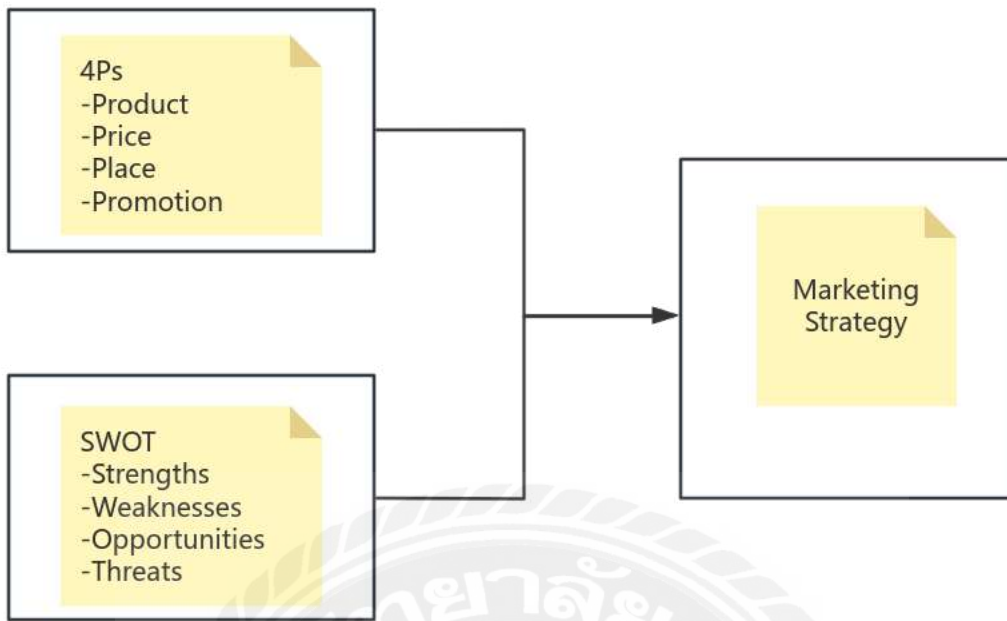 4Ps
-Product
-Price
-Place
-Promotion
Marketing
Strategy
SWOT
-Strengths
-Weaknesses
-Opportunities
-Threats